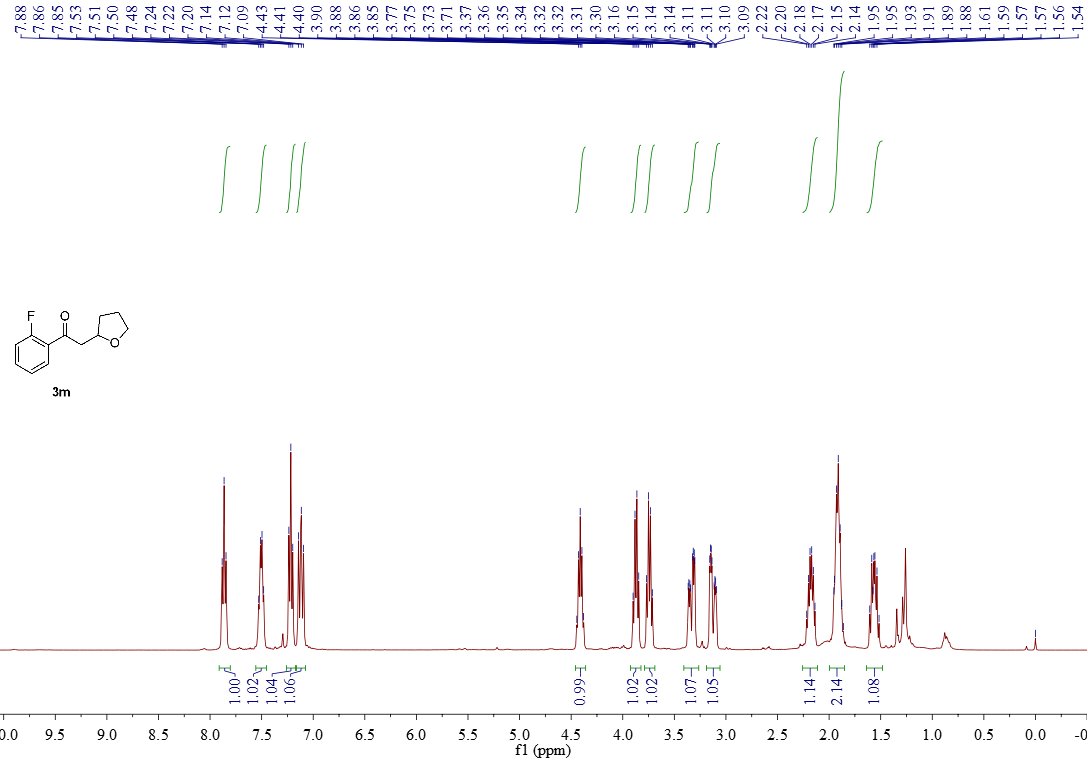 7.88 7.86 7.85 7.53 7.51 7.50 7.48 7.24 7.22 7.20 7.14 7.12 7.09 4.43 4.41 4.40 3.90 3.88 3.86 3.85 3.77 3.75 3.73 3.71 3.37 3.36 3.35 3.34 3.32 3.32 3.31 3.30 3.16 3.15 3.14 3.14 3.11 3.11 3.10 3.09 2.22 2.20 2.18 2.17 2.15 2.14 1.95 1.95 1.93 1.91 1.89 1.88 1.61 1.59 1.57 1.57 1.56 1.54
F
O
O
3m
1.00 1.02 1.04 1.06 0.99 1.02 1.02 1.07 1.05 1.14 2.14 1.08
0.0 9.5 9.0 8.5 8.0 7.5 7.0 6.5 6.0 5.5 5.0 4.5 4.0 3.5 3.0 2.5 2.0 1.5 1.0 0.5 0.0 -0
f1 (ppm)